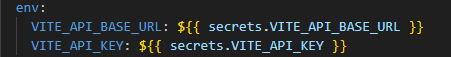 env:
  VITE_API_BASE_URL: ${{ secrets.VITE_API_BASE_URL }}
  VITE_API_KEY: ${{ secrets.VITE_API_KEY }}